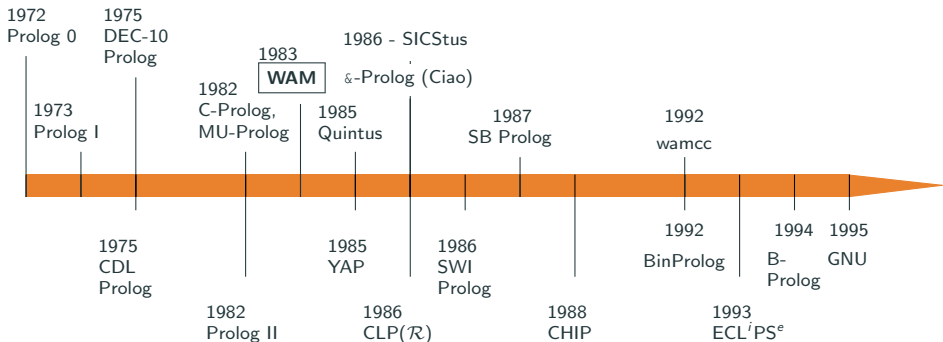 1972
Prolog 0
1975
DEC-10
Prolog
1973
Prolog I
1982
C-Prolog,
MU-Prolog
1983
WAM
1985
Quintus
1986 - SICStus
&-Prolog (Ciao)
1987
SB Prolog
1992
wamcc
1975
CDL
Prolog
1982
Prolog II
1985
YAP
1986
CLP(ℛ)
1986
SWI
Prolog
1988
CHIP
1992
BinProlog
1993
ECLⁱPSᵉ
1994
B-
Prolog
1995
GNU